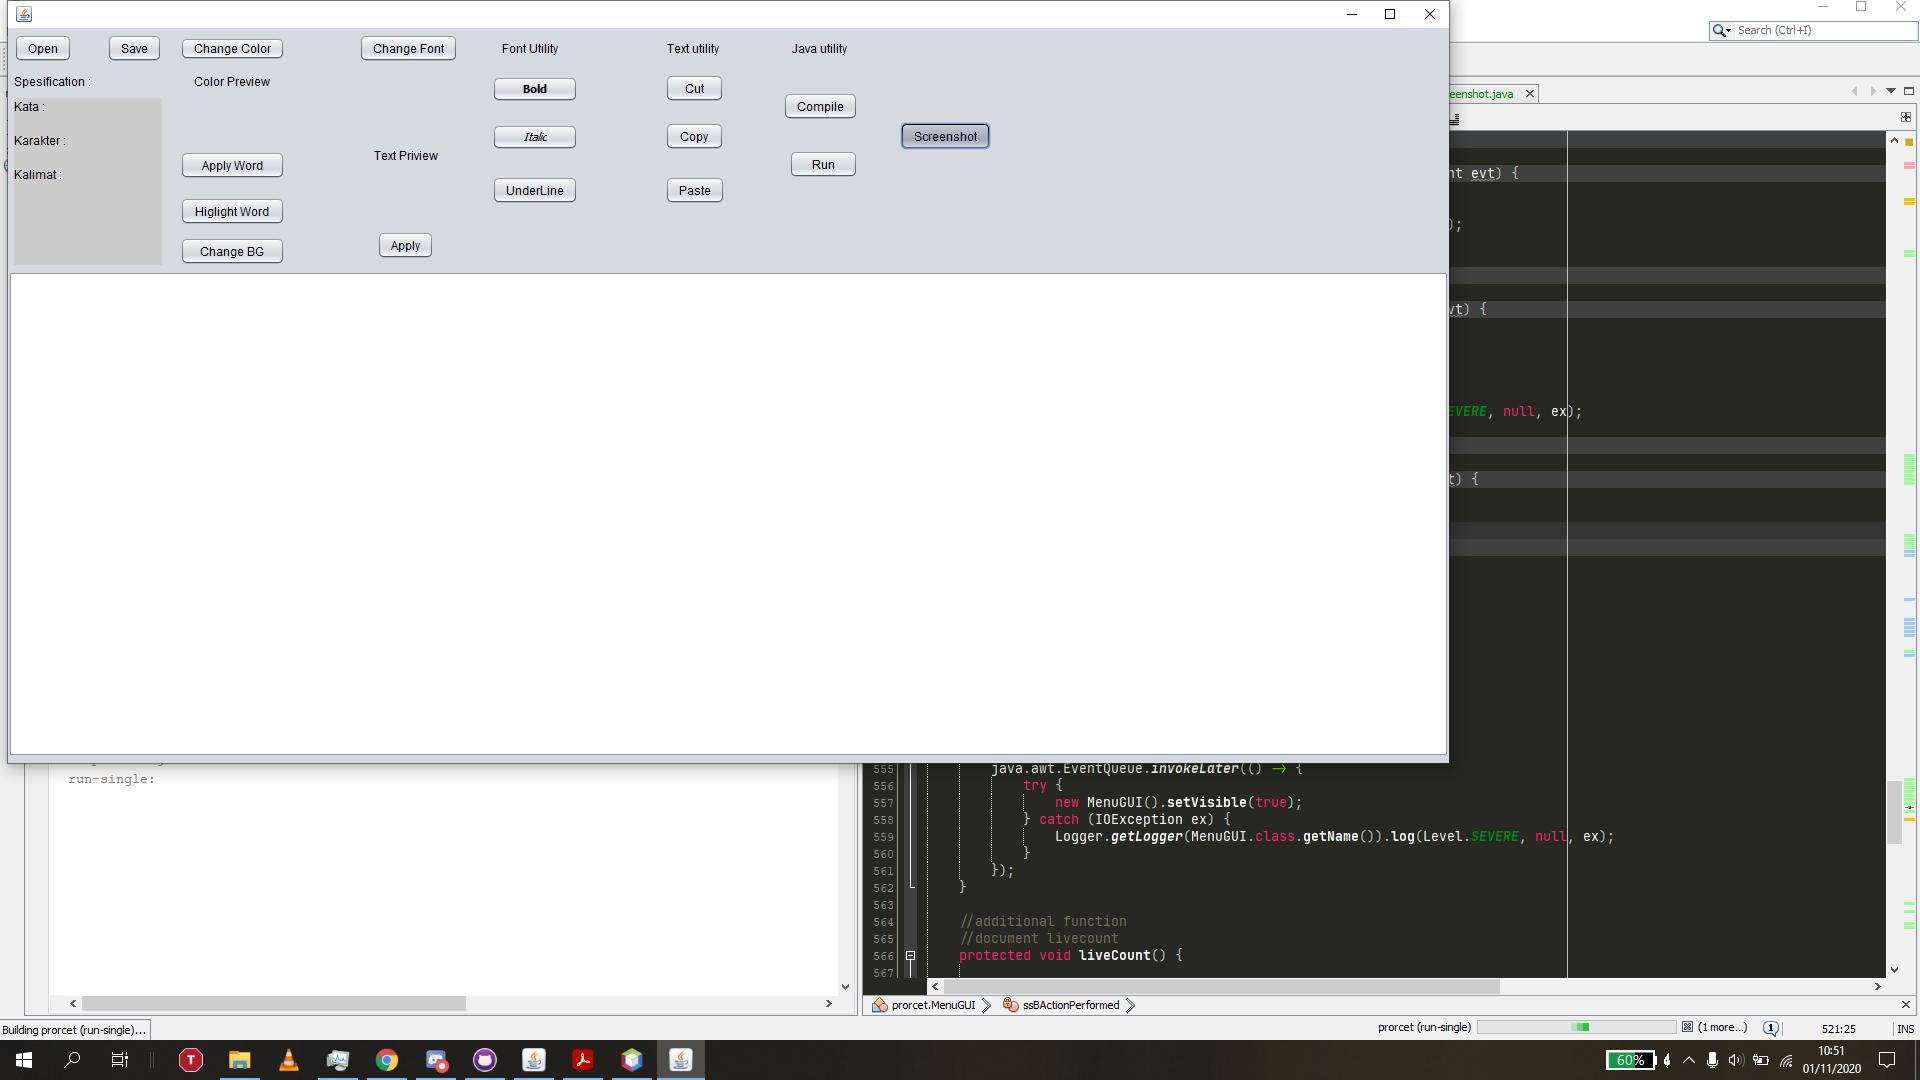 Search (Ctrl+I)
Open Save Change Color Change Font Font Utility Text utility Java utility
Spesification : Color Preview
Bold Cut
Kata : Compile
Karakter : Italic Copy Screenshot
Text Priview
Apply Word Run
Kalimat :
UnderLine Paste
Higlight Word
Change BG Apply
eenshot.java
nt evt) {
);
vt) {
EVERE, null, ex);
t) {
run-single:
555 java.awt.EventQueue.invokeLater(() -> {
556 try {
557 new MenuGUI().setVisible(true);
558 } catch (IOException ex) {
559 Logger.getLogger(MenuGUI.class.getName()).log(Level.SEVERE, null, ex);
560 }
561 });
562 }
563
564 //additional function
565 //document livecount
566 protected void liveCount() {
567
prorcet.MenuGUI ssBActionPerformed
Building prorcet (run-single)... prorcet (run-single) (1 more...) 1 521:25 INS
60% 10:51
01/11/2020